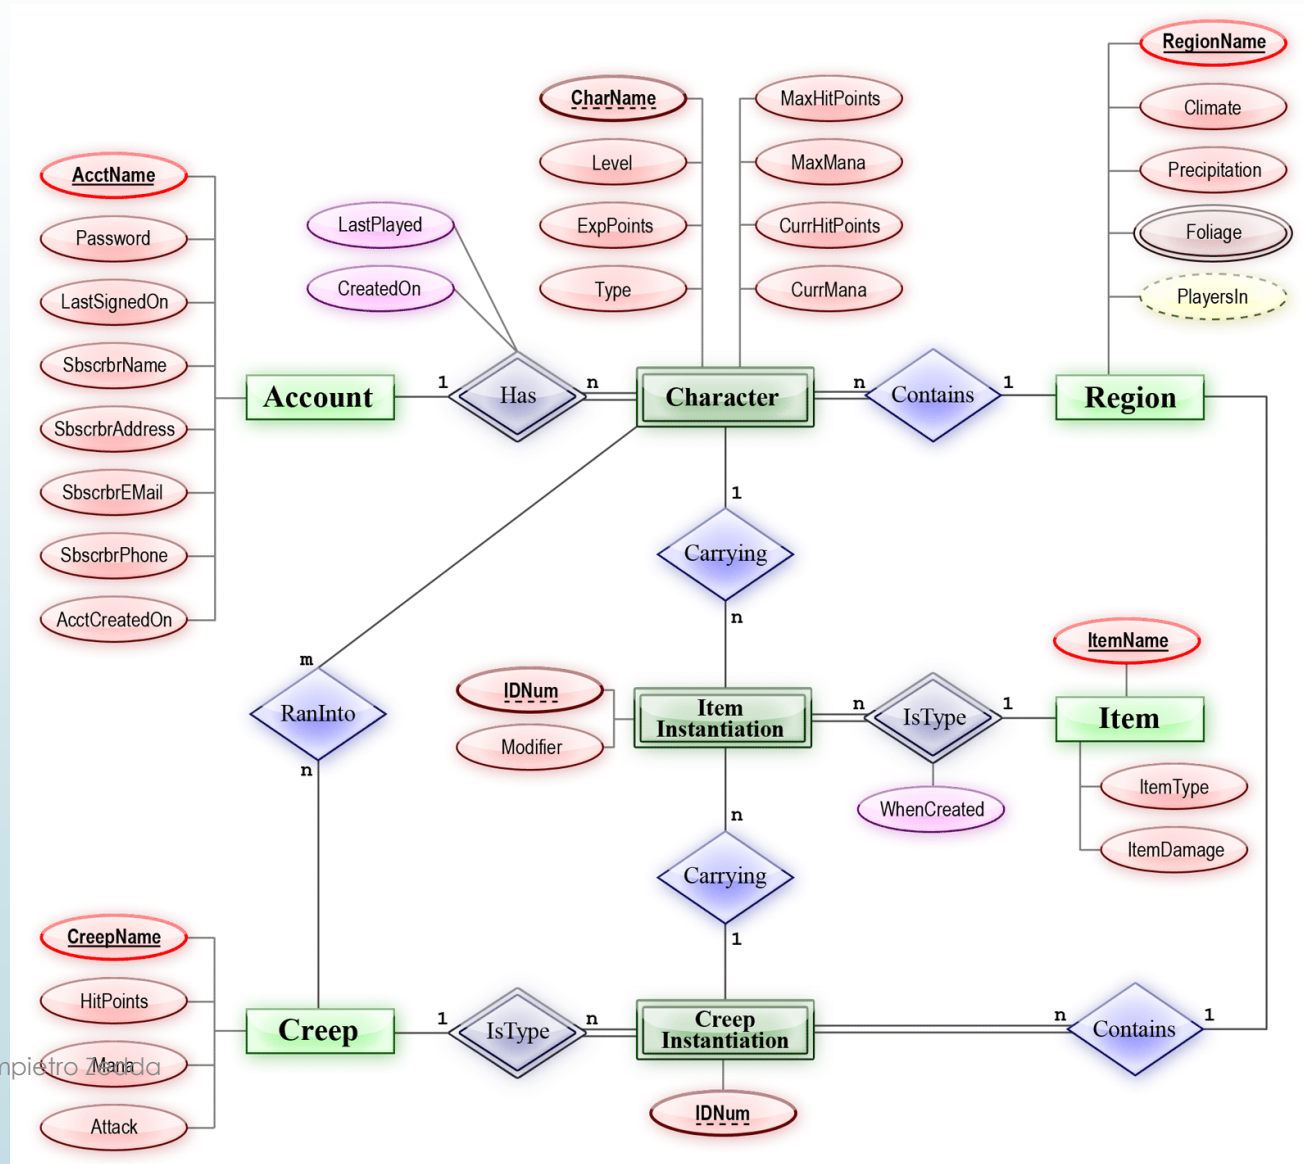 RegionName
CharName
MaxHitPoints
Climate
Level
MaxMana
AcctName
Precipitation
LastPlayed
ExpPoints
CurrHitPoints
Foliage
Password
CreatedOn
Type
CurrMana
PlayersIn
LastSignedOn
SbscrbrName
Account
1
Has
n
Character
n
Contains
1
Region
SbscrbrAddress
SbscrbrEMail
1
Carrying
SbscrbrPhone
n
AcctCreatedOn
ItemName
m
RanInto
n
IDNum
Modifier
Item
Instantiation
n
IsType
1
Item
WhenCreated
ItemType
n
ItemDamage
Carrying
1
CreepName
HitPoints
Creep
1
IsType
n
Creep
Instantiation
n
Contains
1
Mana
mpietro Zedda
Attack
IDNum